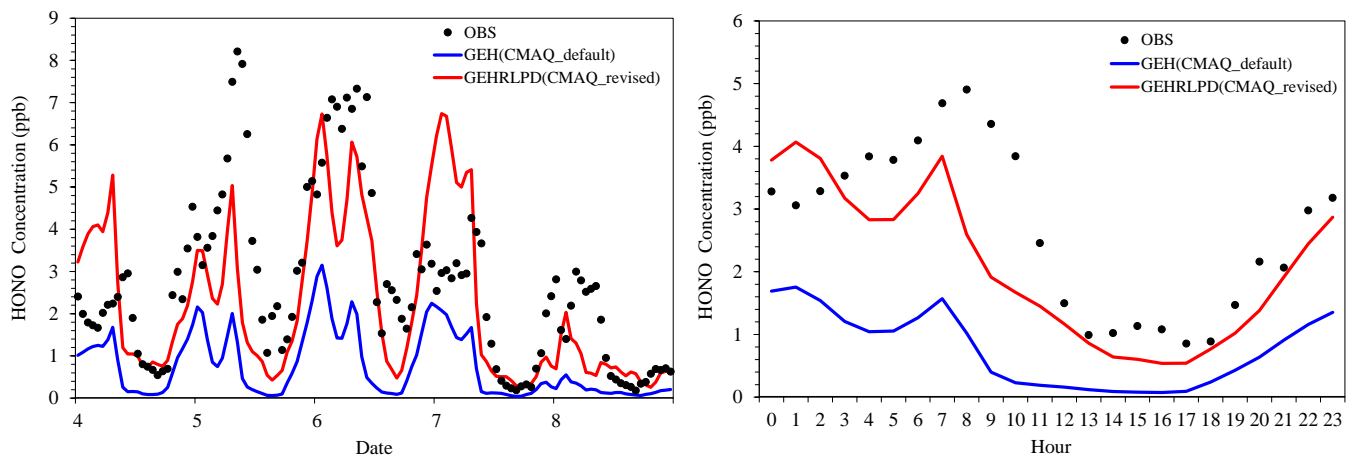 9
8
7
6
5
4
3
2
1
0
HONO Concentration (ppb)
OBS
GEH(CMAQ_default)
GEHRLPD(CMAQ_revised)
4 5 6 7 8
Date
6
5
4
3
2
1
0
HONO Concentration (ppb)
OBS
GEH(CMAQ_default)
GEHRLPD(CMAQ_revised)
0 1 2 3 4 5 6 7 8 9 10 11 12 13 14 15 16 17 18 19 20 21 22 23
Hour